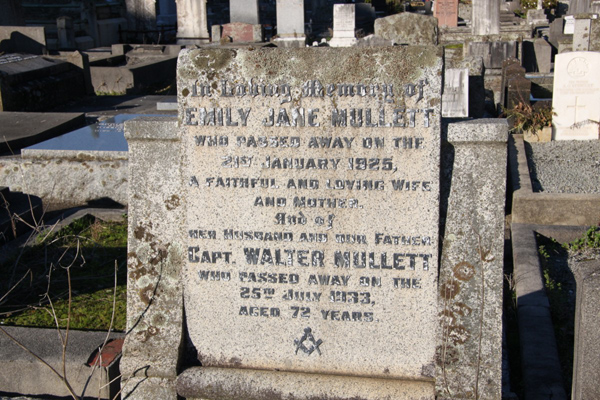 In Loving Memory of
EMILY JANE MULLETT
WHO PASSED AWAY ON THE
21ST JANUARY 1925,
A FAITHFUL AND LOVING WIFE
AND MOTHER.
And of
HER HUSBAND AND OUR FATHER
CAPT. WALTER MULLETT
WHO PASSED AWAY ON THE
25TH JULY 1933,
AGED 72 YEARS.